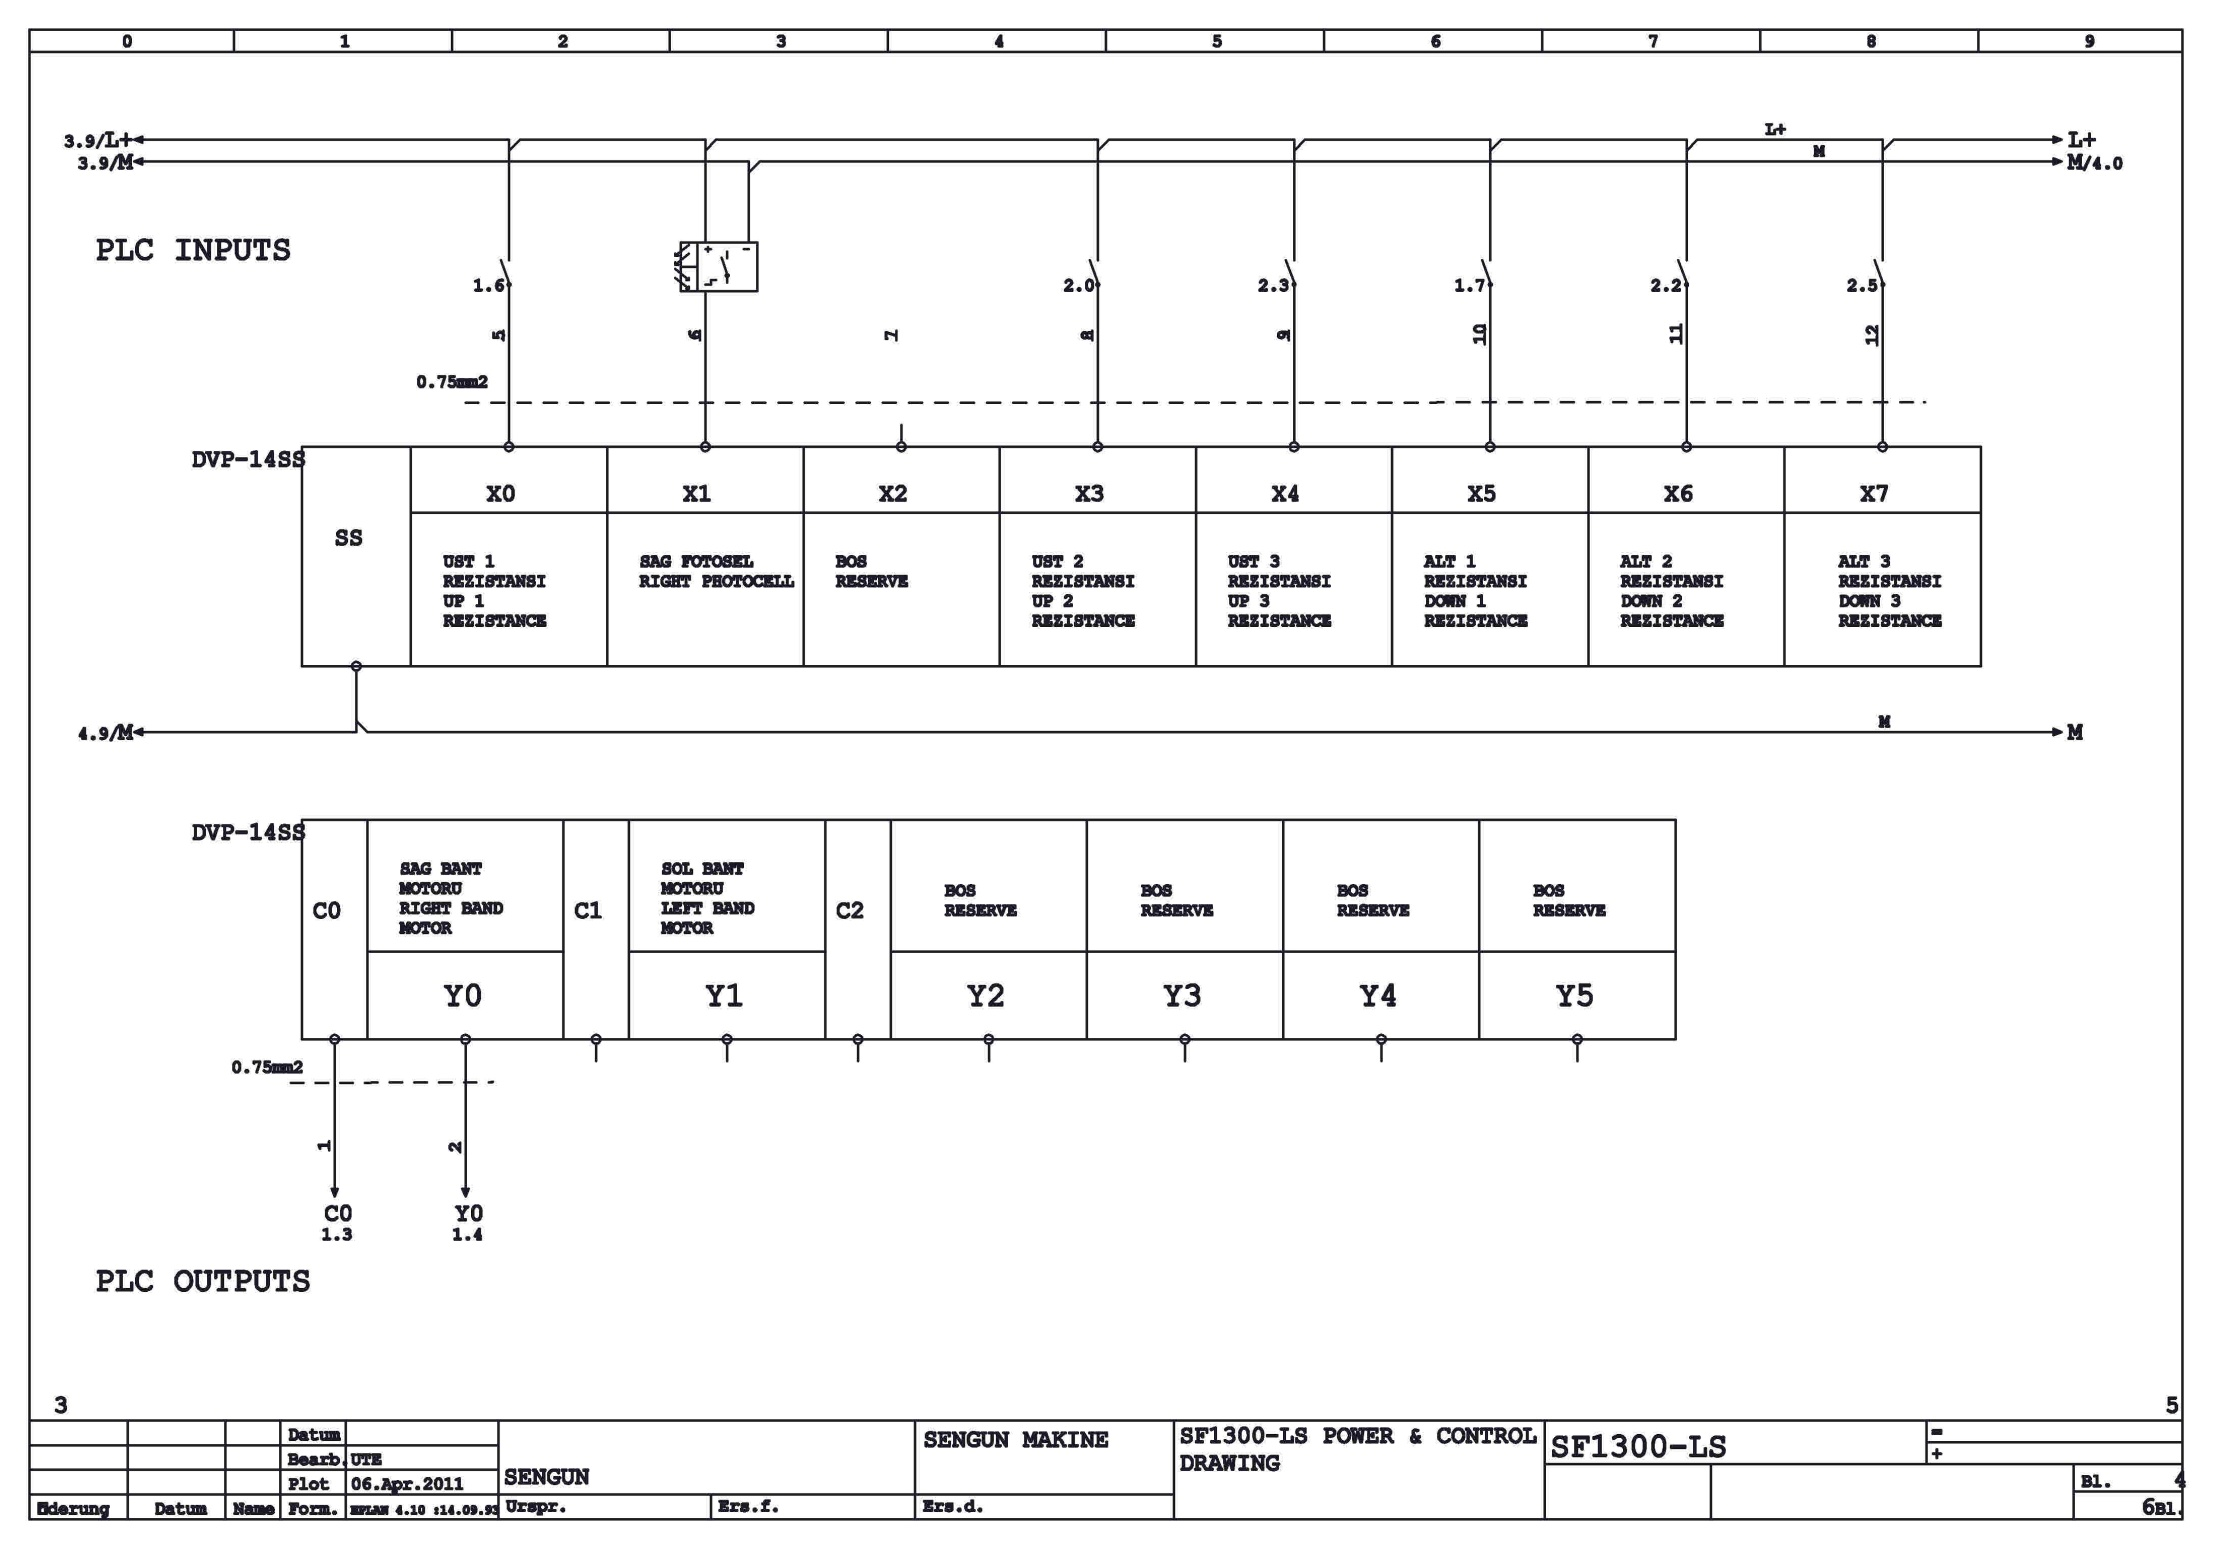 0 1 2 3 4 5 6 7 8 9
L+
3.9/L+ L+
M
3.9/M M/4.0
PLC INPUTS
+ -
1.6 2.0 2.3 1.7 2.2 2.5
5 6 7 8 9 10 11 12
0.75mm2
DVP-14SS
X0 X1 X2 X3 X4 X5 X6 X7
SS
UST 1
REZISTANSI
UP 1
REZISTANCE
SAG FOTOSEL
RIGHT PHOTOCELL
BOS
RESERVE
UST 2
REZISTANSI
UP 2
REZISTANCE
UST 3
REZISTANSI
UP 3
REZISTANCE
ALT 1
REZISTANSI
DOWN 1
REZISTANCE
ALT 2
REZISTANSI
DOWN 2
REZISTANCE
ALT 3
REZISTANSI
DOWN 3
REZISTANCE
M
4.9/M M
DVP-14SS
C0
SAG BANT
MOTORU
RIGHT BAND
MOTOR
C1
SOL BANT
MOTORU
LEFT BAND
MOTOR
C2
BOS
RESERVE
BOS
RESERVE
BOS
RESERVE
BOS
RESERVE
Y0 Y1 Y2 Y3 Y4 Y5
0.75mm2
1 2
C0 Y0
1.3 1.4
PLC OUTPUTS
3 5
Datum
Bearb. UTE
Plot 06.Apr.2011
Datum Name Form. EPLAN 4.10 :14.09.93
SENGUN
Urspr. Ers.f. Ers.d.
SENGUN MAKINE
SF1300-LS POWER & CONTROL
DRAWING
SF1300-LS
=
+
Bl. 4
6Bl.